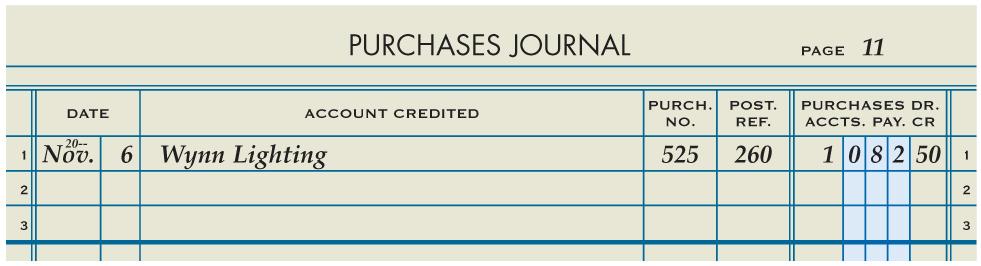 PURCHASES JOURNAL PAGE 11
DATE ACCOUNT CREDITED PURCH. NO. POST. REF. PURCHASES DR. ACCTS. PAY. CR
20--
1 Nov. 6 Wynn Lighting 525 260 1 0 8 2 50 1
2 2
3 3